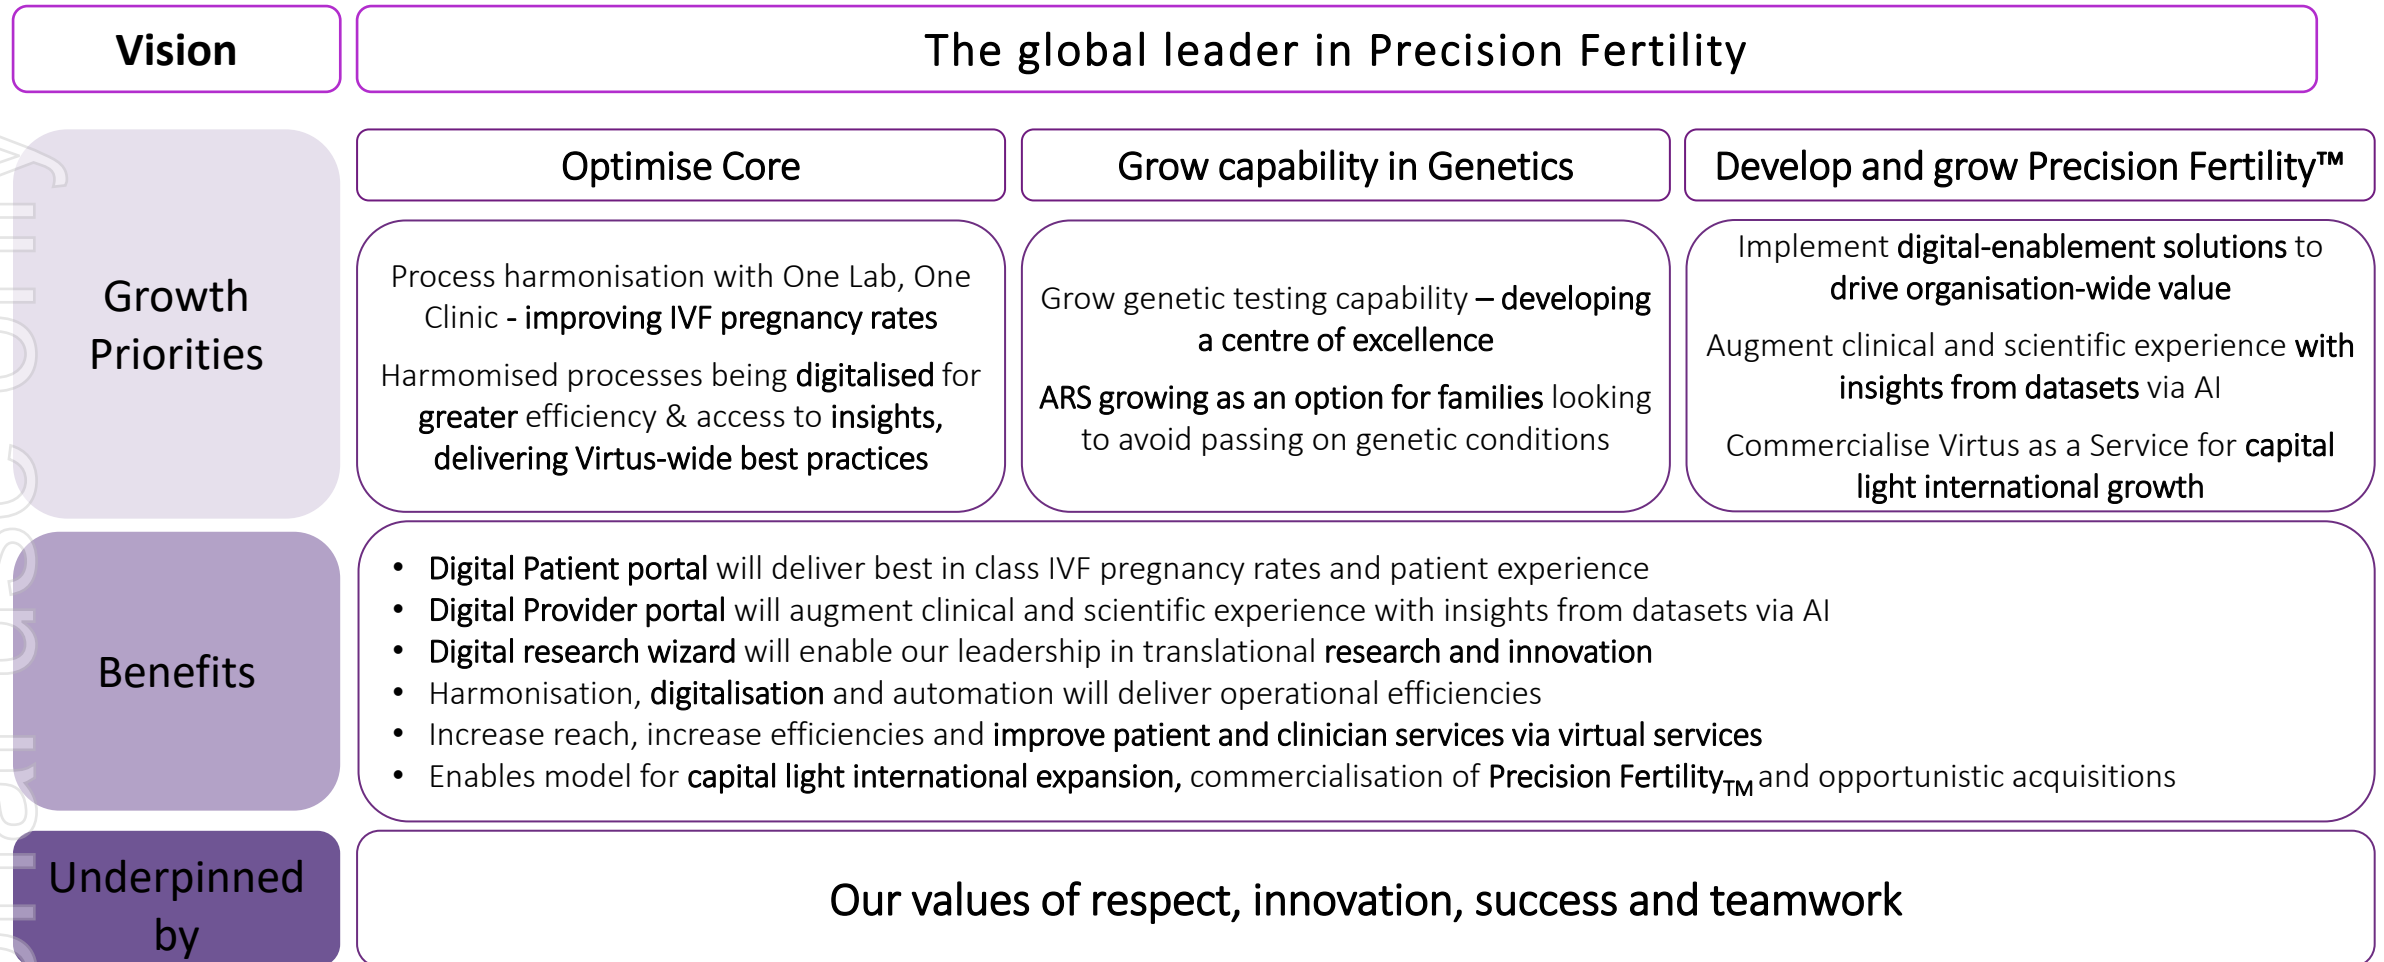 Vision
The global leader in Precision Fertility
Growth
Priorities
Optimise Core
Grow capability in Genetics
Develop and grow Precision Fertility™
Process harmonisation with One Lab, One
Clinic - improving IVF pregnancy rates
Harmomised processes being digitalised for
greater efficiency & access to insights,
delivering Virtus-wide best practices
Grow genetic testing capability – developing
a centre of excellence
ARS growing as an option for families looking
to avoid passing on genetic conditions
Implement digital-enablement solutions to
drive organisation-wide value
Augment clinical and scientific experience with
insights from datasets via AI
Commercialise Virtus as a Service for capital
light international growth
Benefits
• Digital Patient portal will deliver best in class IVF pregnancy rates and patient experience
• Digital Provider portal will augment clinical and scientific experience with insights from datasets via AI
• Digital research wizard will enable our leadership in translational research and innovation
• Harmonisation, digitalisation and automation will deliver operational efficiencies
• Increase reach, increase efficiencies and improve patient and clinician services via virtual services
• Enables model for capital light international expansion, commercialisation of Precision FertilityTM and opportunistic acquisitions
Underpinned
by
Our values of respect, innovation, success and teamwork
use only